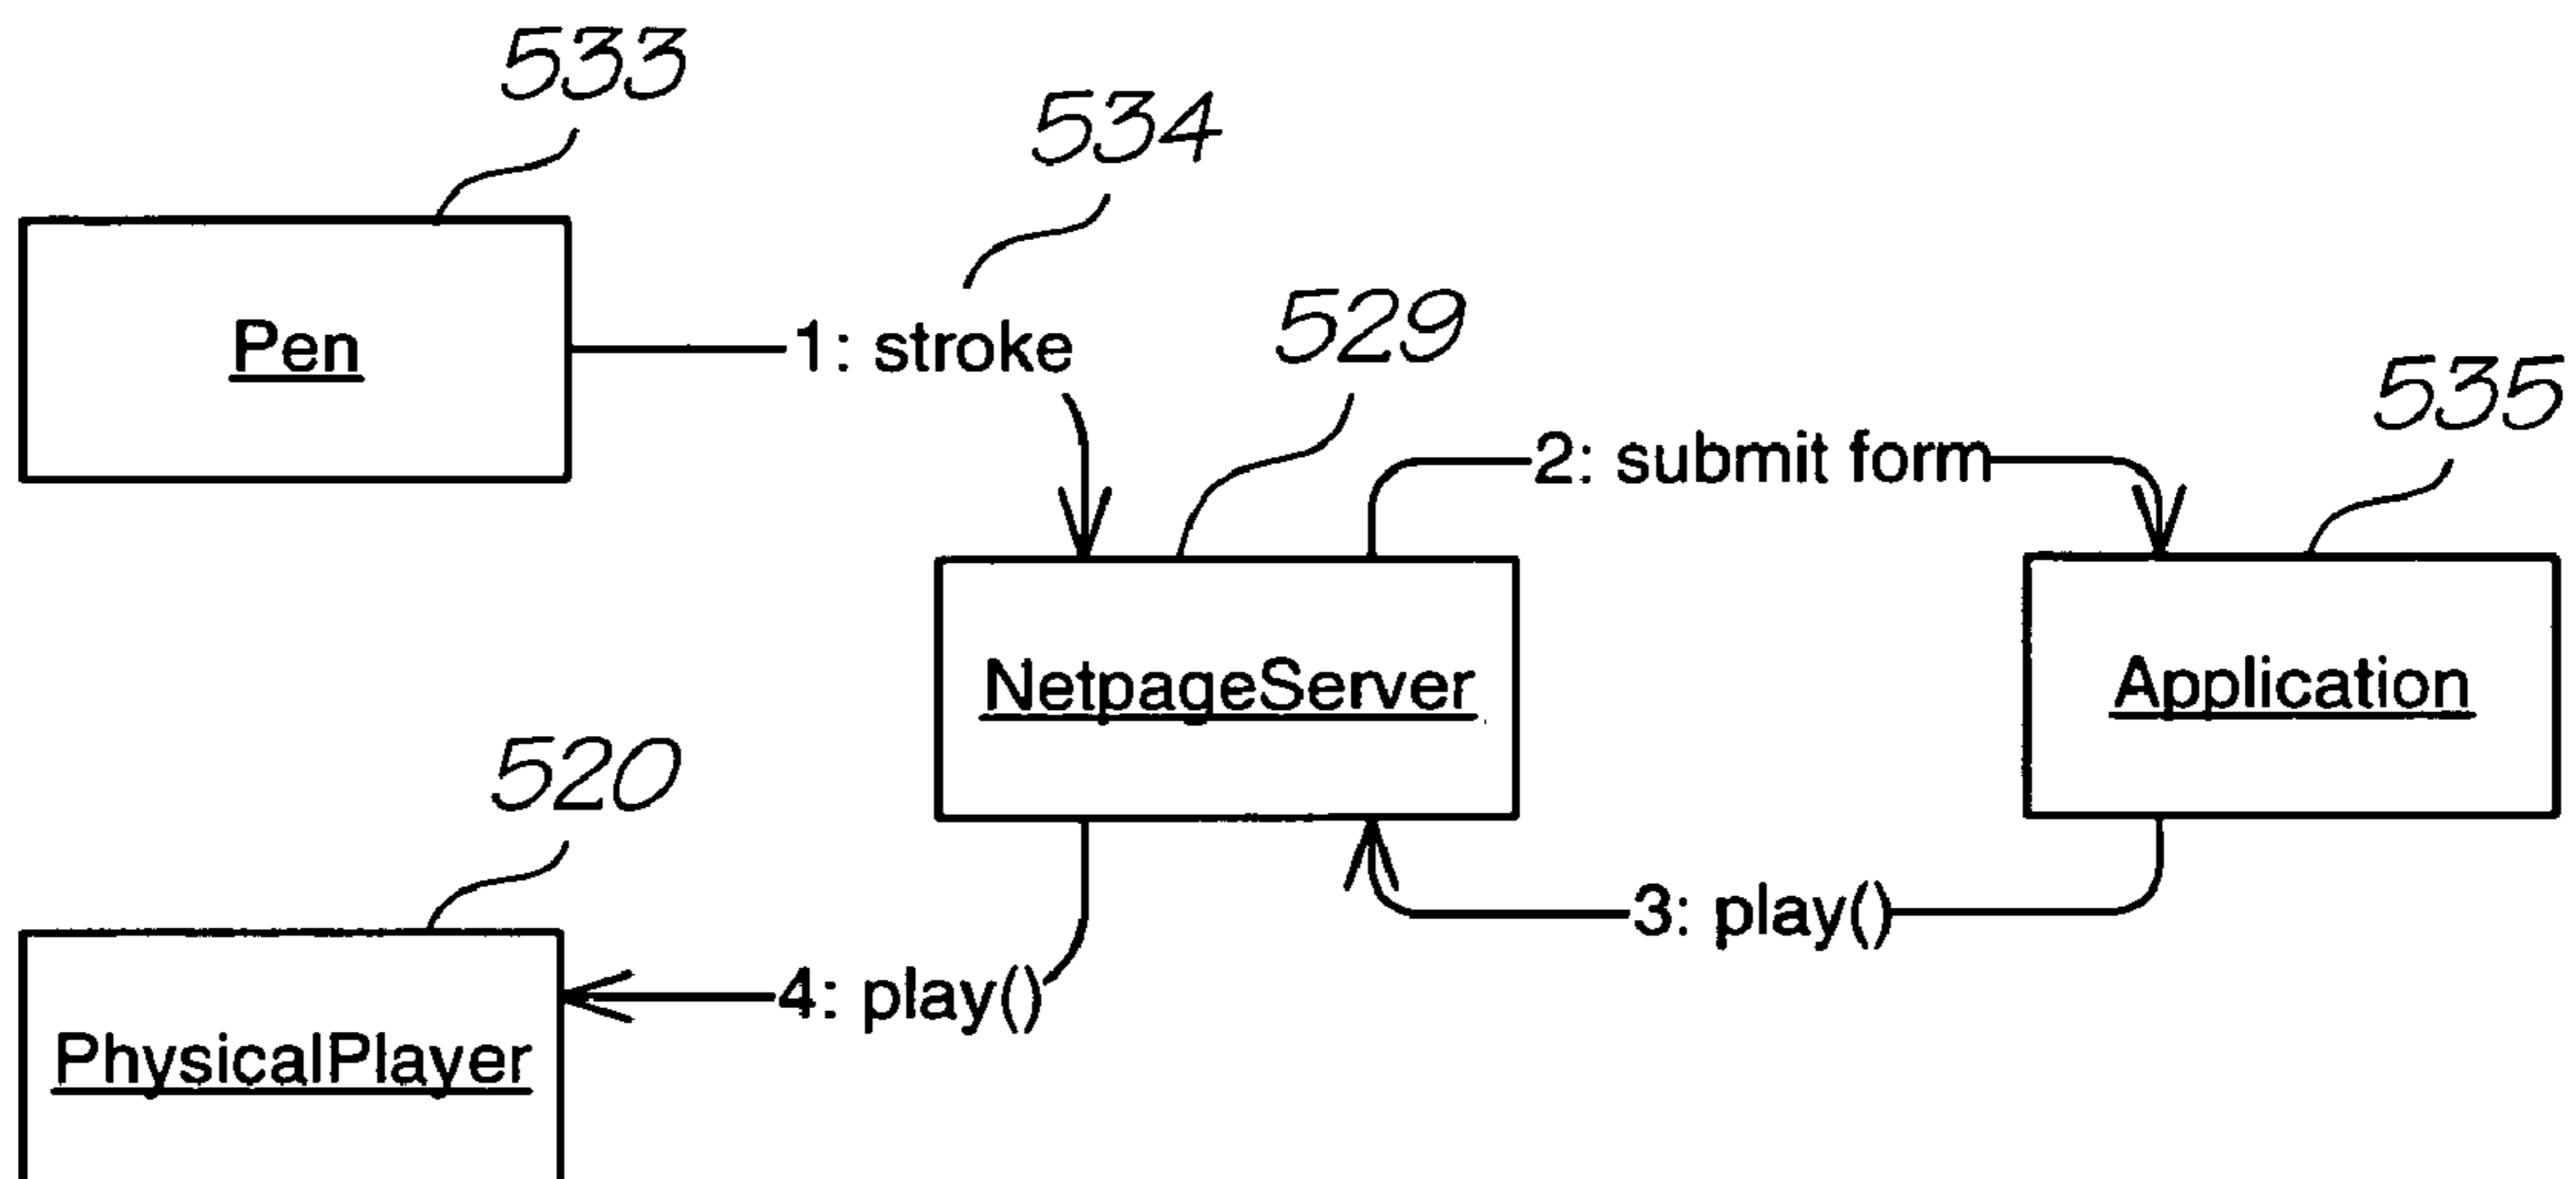 533
534
Pen
1: stroke
529
2: submit form
535
NetpageServer
Application
520
3: play()
4: play()
PhysicalPlayer